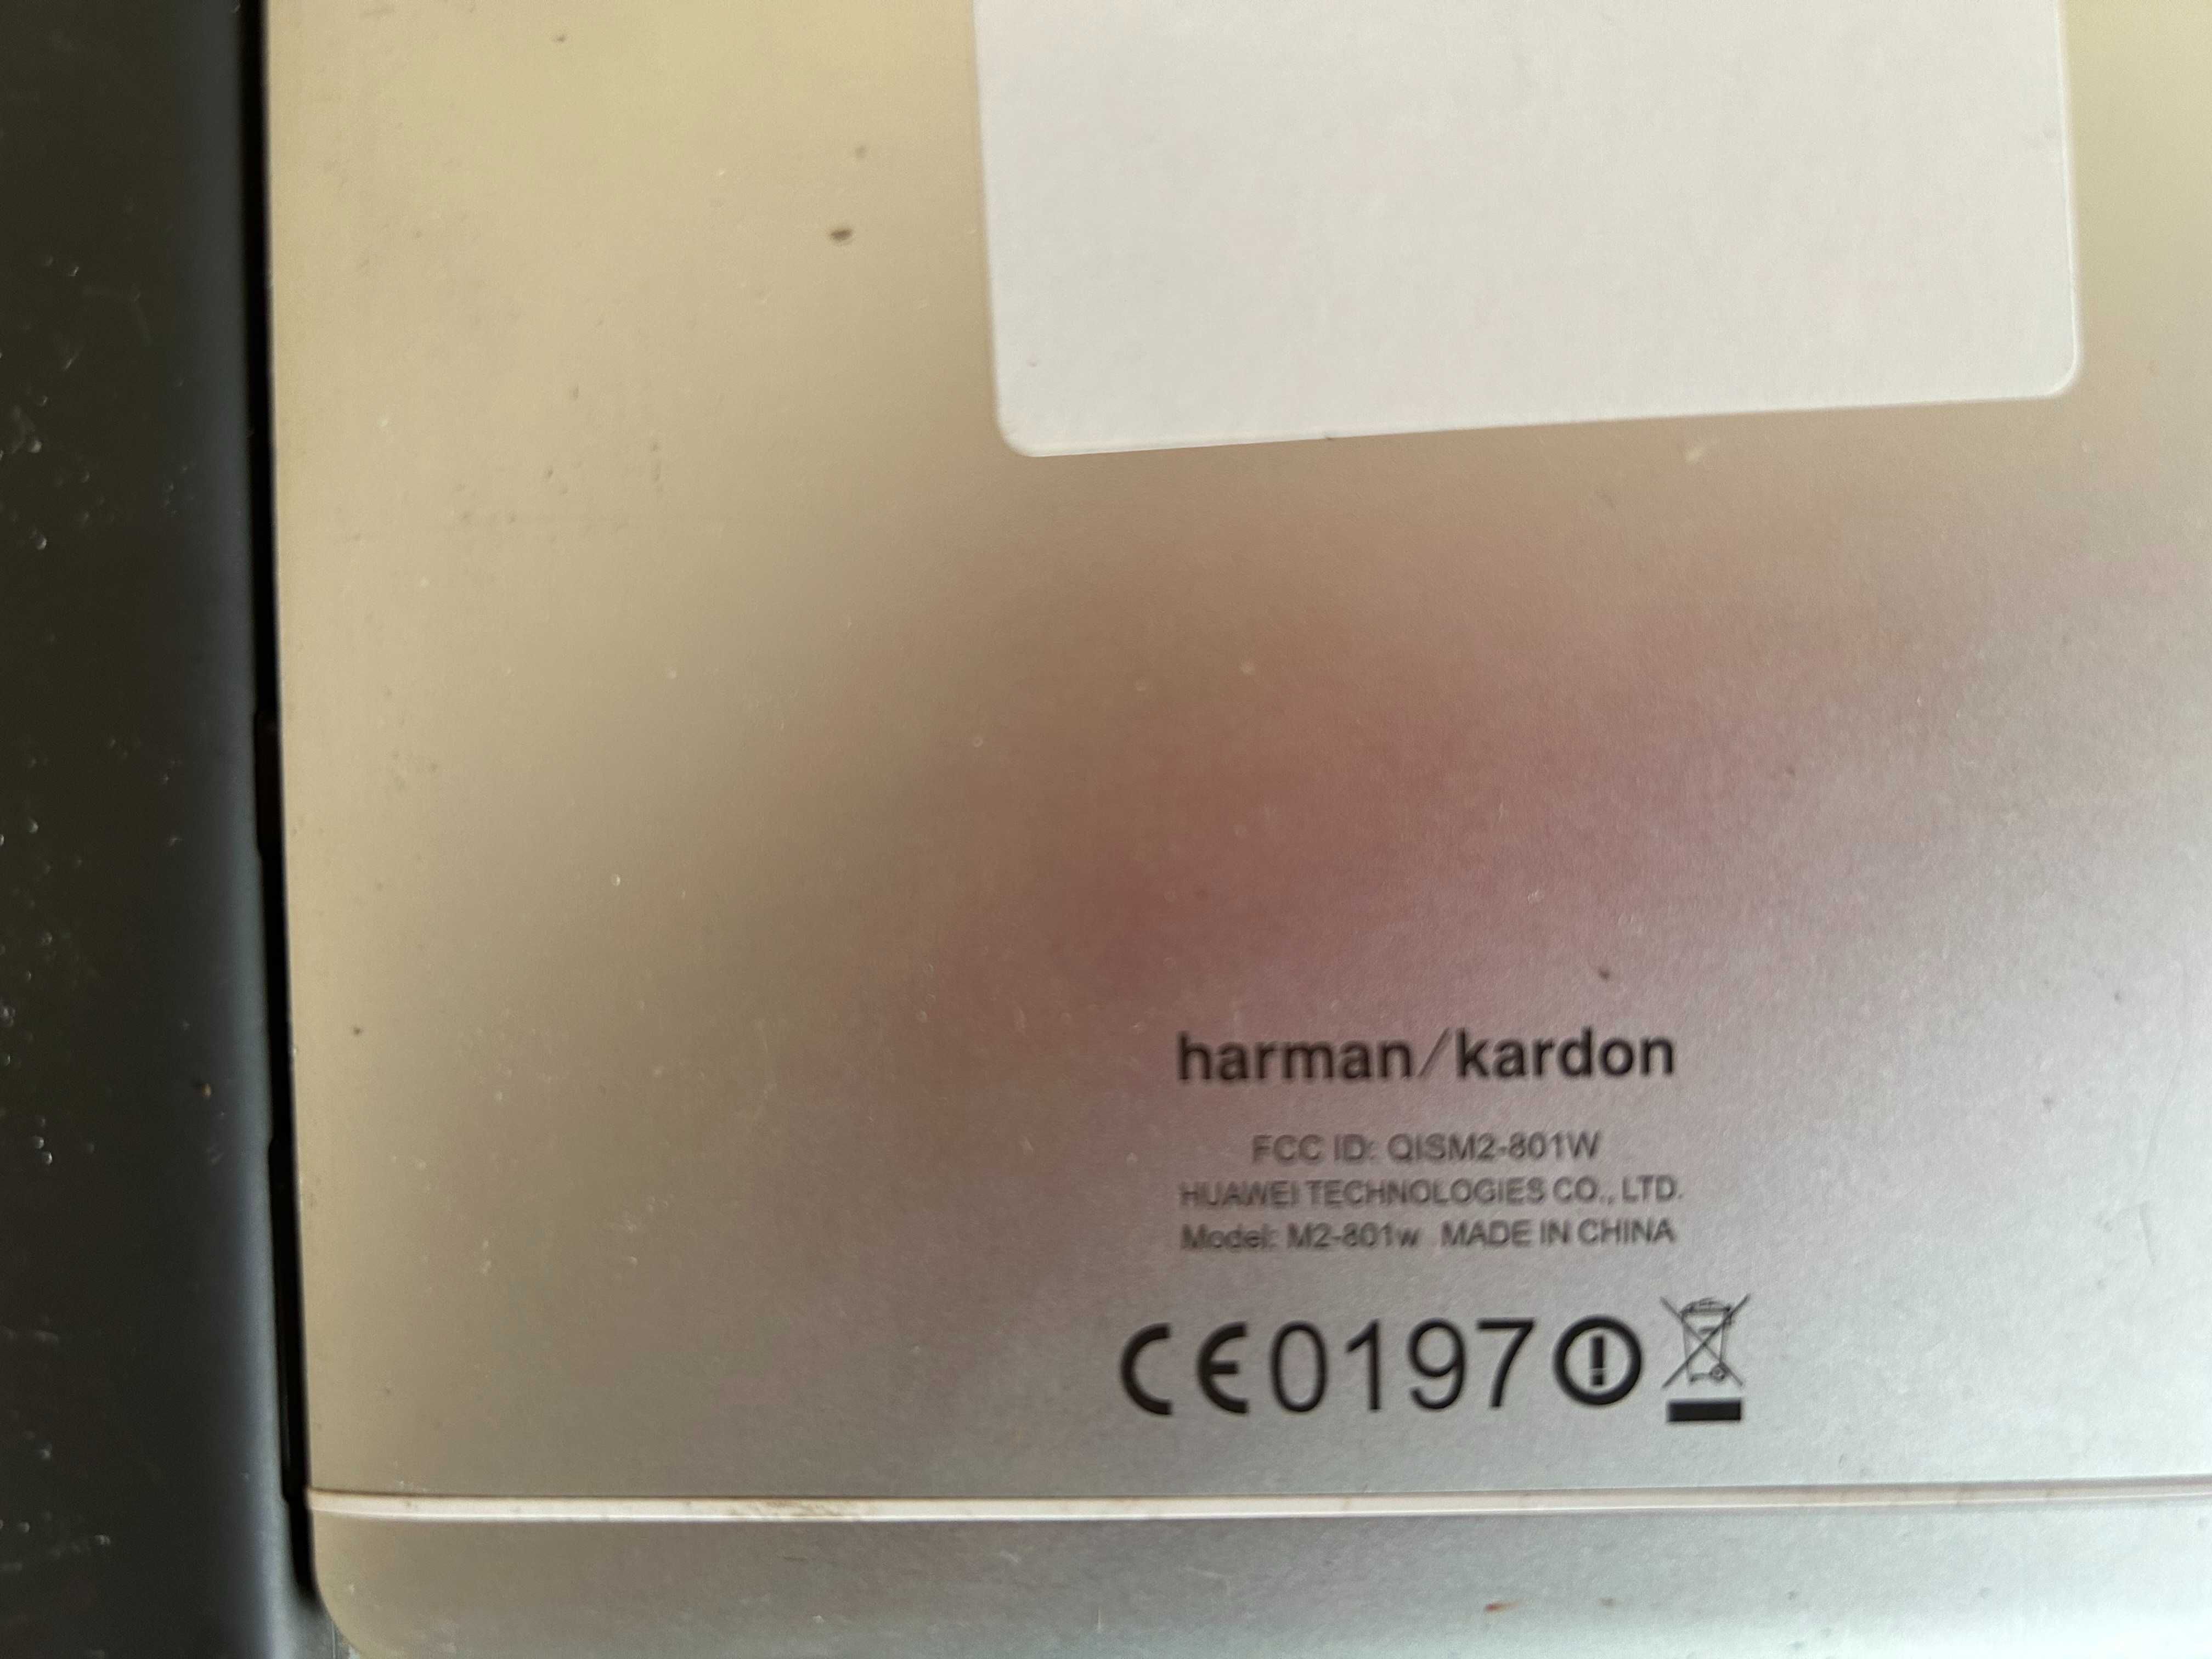 harman/kardon
FCC ID: QISM2-801W
HUAWEI TECHNOLOGIES CO., LTD.
Model: M2-801w MADE IN CHINA
CE0197